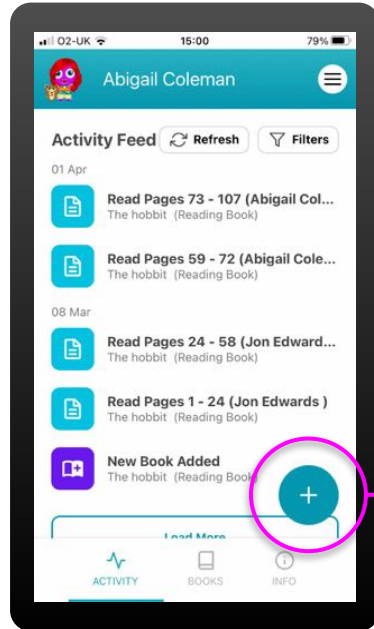 O2-UK 15:00 79%
Abigail Coleman
Activity Feed Refresh Filters
01 Apr
Read Pages 73 - 107 (Abigail Col...
The hobbit (Reading Book)
Read Pages 59 - 72 (Abigail Cole...
The hobbit (Reading Book)
08 Mar
Read Pages 24 - 58 (Jon Edward...
The hobbit (Reading Book)
Read Pages 1 - 24 (Jon Edwards )
The hobbit (Reading Book)
New Book Added
The hobbit (Reading Book
+
Load More
ACTIVITY BOOKS INFO